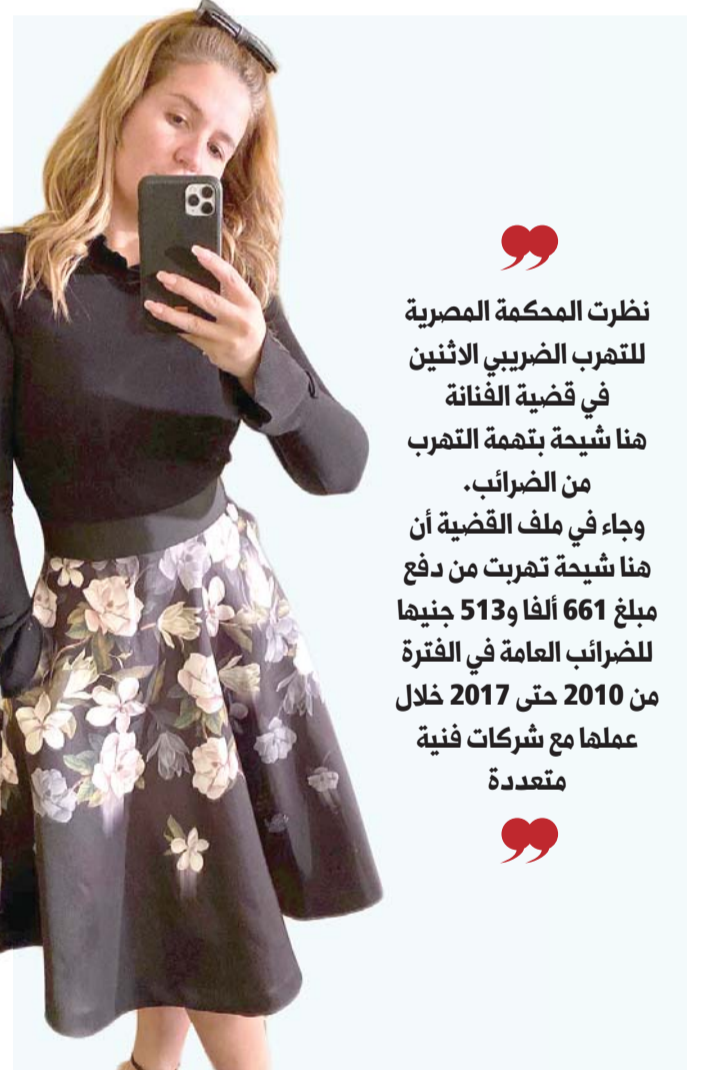 نظرت المحكمة المصرية
للتهرب الضريبي الاثنين
في قضية الفنانة
هنا شيحة بتهمة التهرب
من الضرائب.
وجاء في ملف القضية أن
هنا شيحة تهربت من دفع
مبلغ 661 ألفا و513 جنيها
للضرائب العامة في الفترة
من 2010 حتى 2017 خلال
عملها مع شركات فنية
متعددة